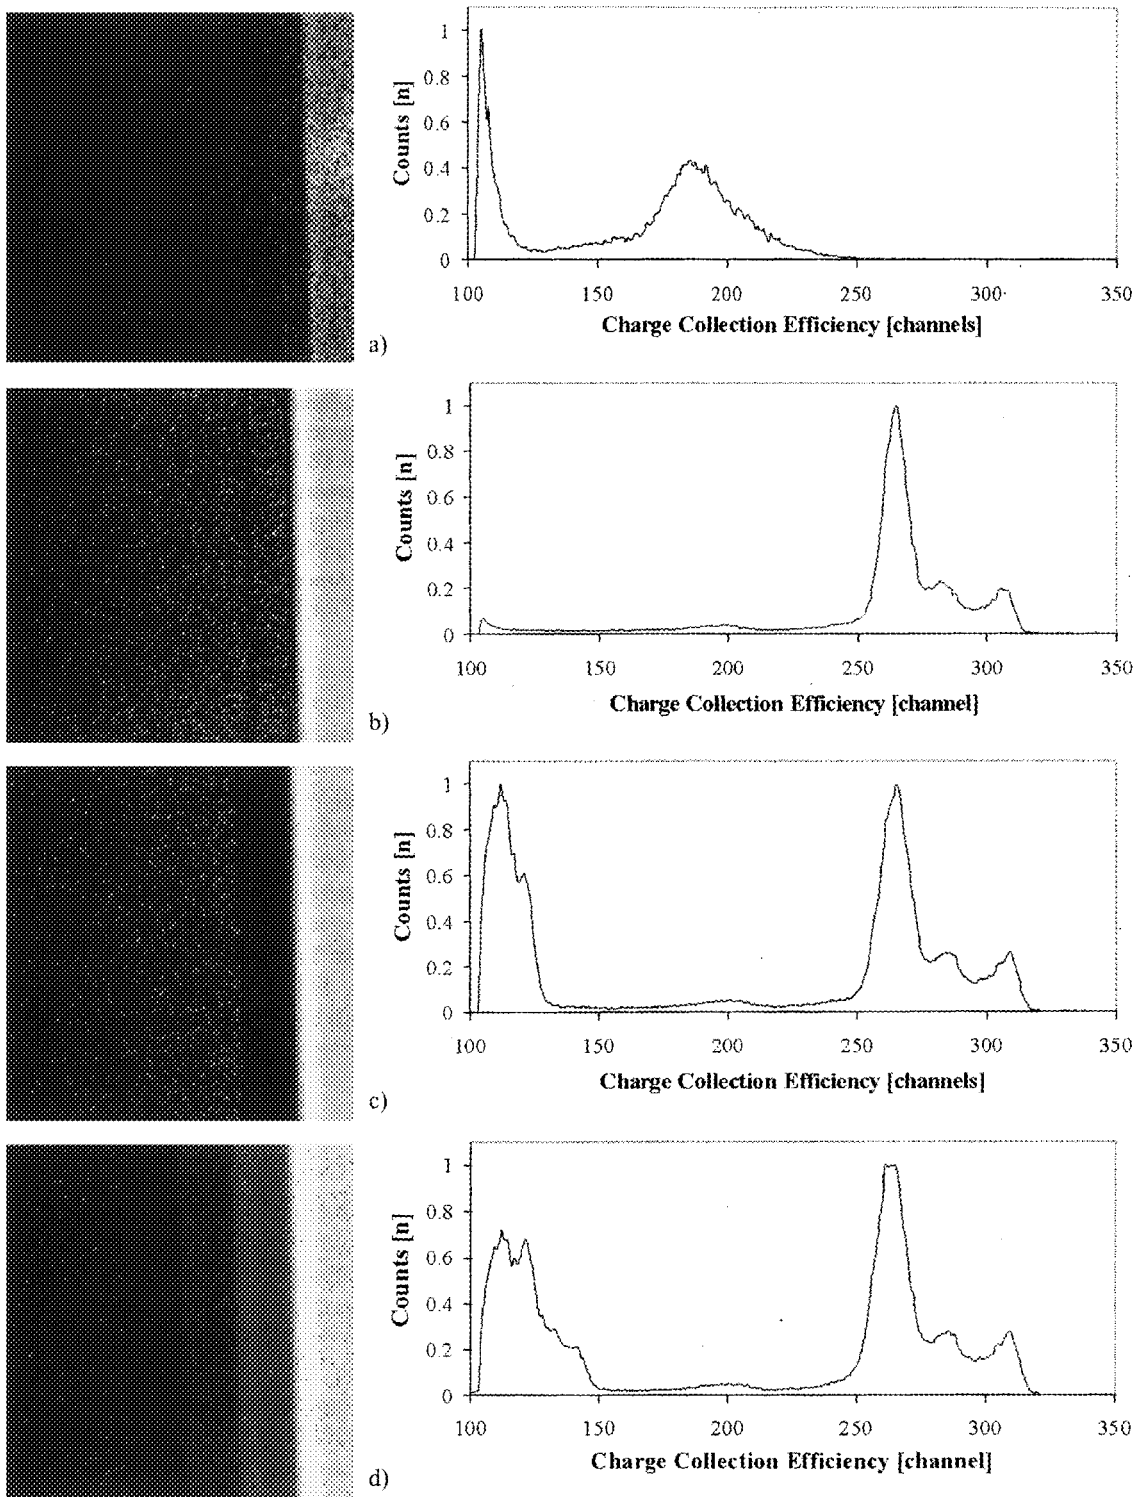 1
0.8
0.6
0.4
0.2
0
Counts [n]
100 150 200 250 300 350
Charge Collection Efficiency [channels]
a)
1
0.8
0.6
0.4
0.2
0
Counts [n]
100 150 200 250 300 350
Charge Collection Efficiency [channel]
b)
1
0.8
0.6
0.4
0.2
0
Counts [n]
100 150 200 250 300 350
Charge Collection Efficiency [channels]
c)
1
0.8
0.6
0.4
0.2
0
Counts [n]
100 150 200 250 300 350
Charge Collection Efficiency [channel]
d)